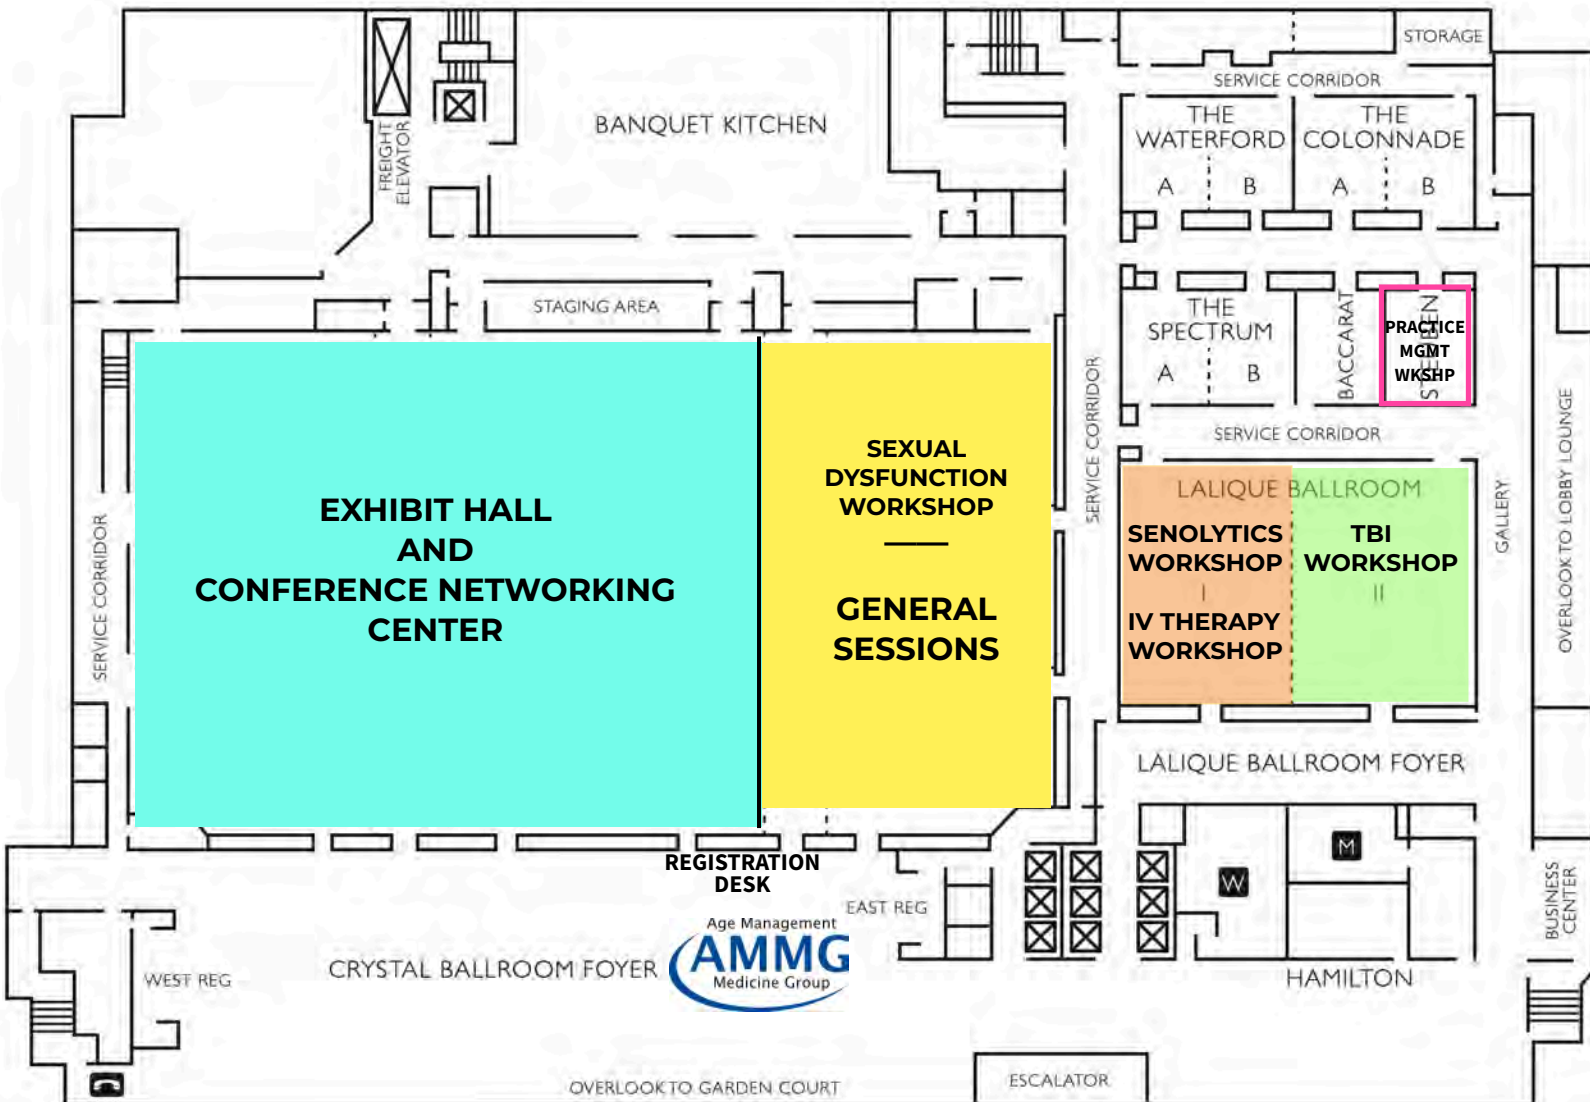 STORAGE
SERVICE CORRIDOR
BANQUET KITCHEN
FREIGHT
ELEVATOR
THE
WATERFORD
A
B
THE
COLONNADE
A
B
STAGING AREA
THE
SPECTRUM
A
B
BACCARAT
STEUBEN
PRACTICE
MGMT
WKSHP
SERVICE CORRIDOR
SERVICE CORRIDOR
SERVICE CORRIDOR
EXHIBIT HALL
AND
CONFERENCE NETWORKING
CENTER
SEXUAL
DYSFUNCTION
WORKSHOP
GENERAL
SESSIONS
LALIQUE BALLROOM
SENOLYTICS
WORKSHOP
I
IV THERAPY
WORKSHOP
TBI
WORKSHOP
II
GALLERY
OVERLOOK TO LOBBY LOUNGE
LALIQUE BALLROOM FOYER
REGISTRATION
DESK
EAST REG
M
W
BUSINESS
CENTER
Age Management
AMMG
Medicine Group
CRYSTAL BALLROOM FOYER
WEST REG
HAMILTON
ESCALATOR
OVERLOOK TO GARDEN COURT